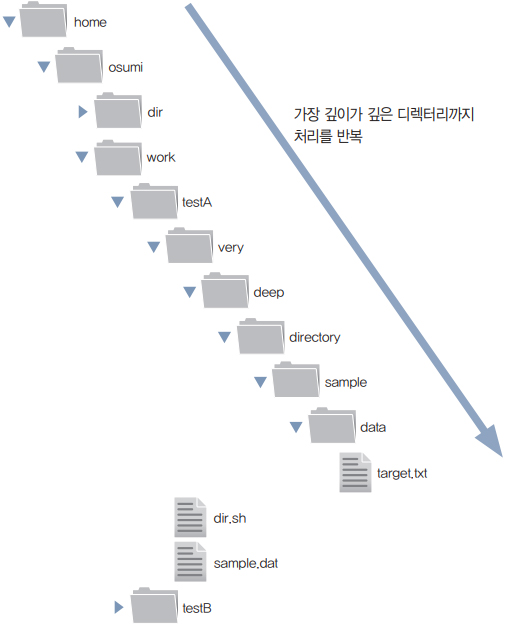 home
osumi
dir
가장 깊이가 깊은 디렉터리까지
처리를 반복
work
testA
very
deep
directory
sample
data
target.txt
dir.sh
sample.dat
testB